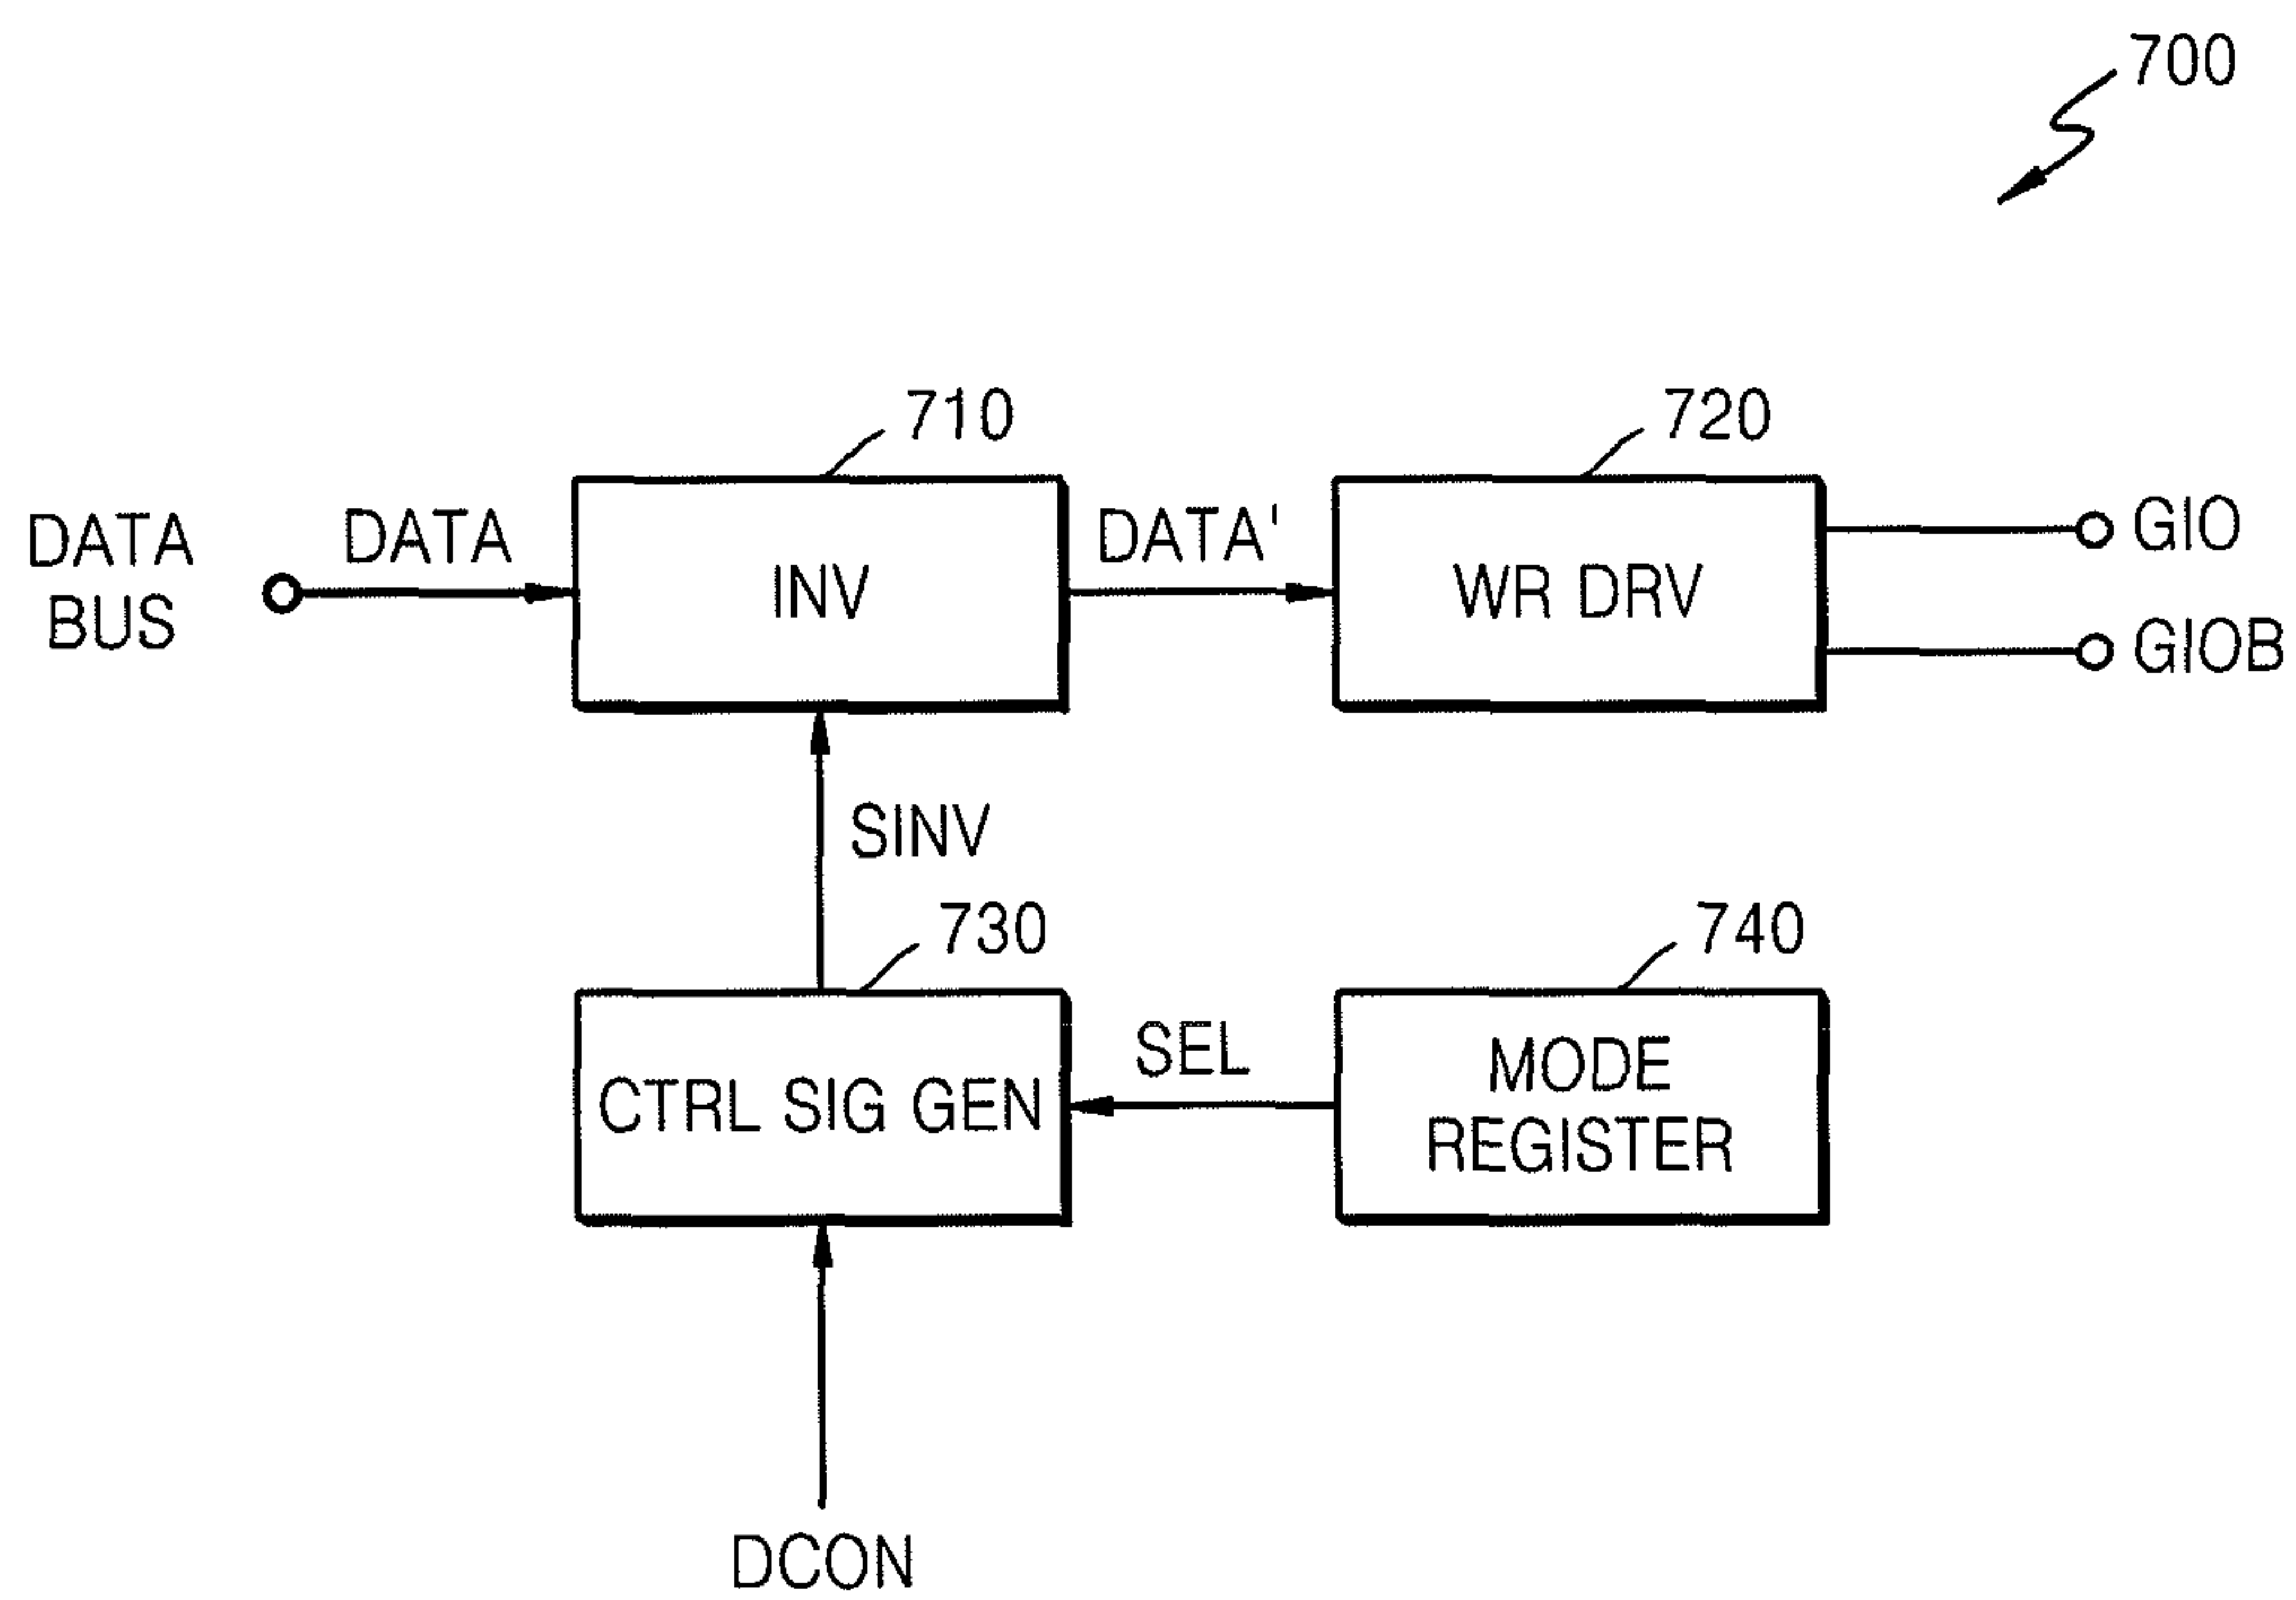 700
710
720
DATA
BUS
DATA
INV
DATA'
WR DRV
GIO
GIOB
SINV
730
740
CTRL SIG GEN
SEL
MODE
REGISTER
DCON